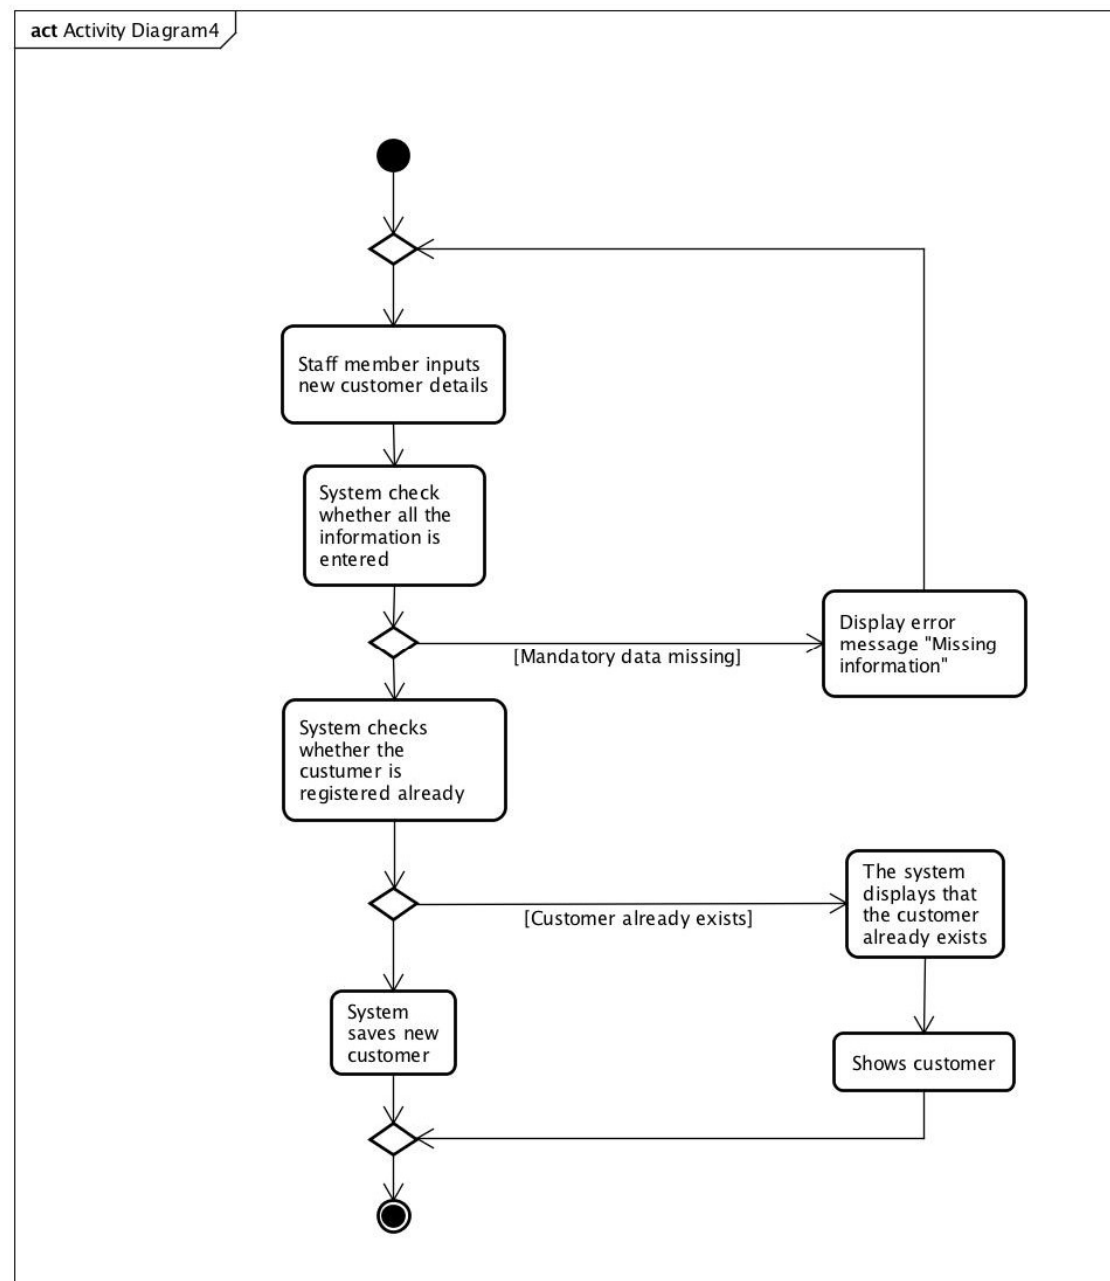 act Activity Diagram4
Staff member inputs
new customer details
System check
whether all the
information is
entered
[Mandatory data missing]
Display error
message "Missing
information"
System checks
whether the
custumer is
registered already
[Customer already exists]
The system
displays that
the customer
already exists
System
saves new
customer
Shows customer